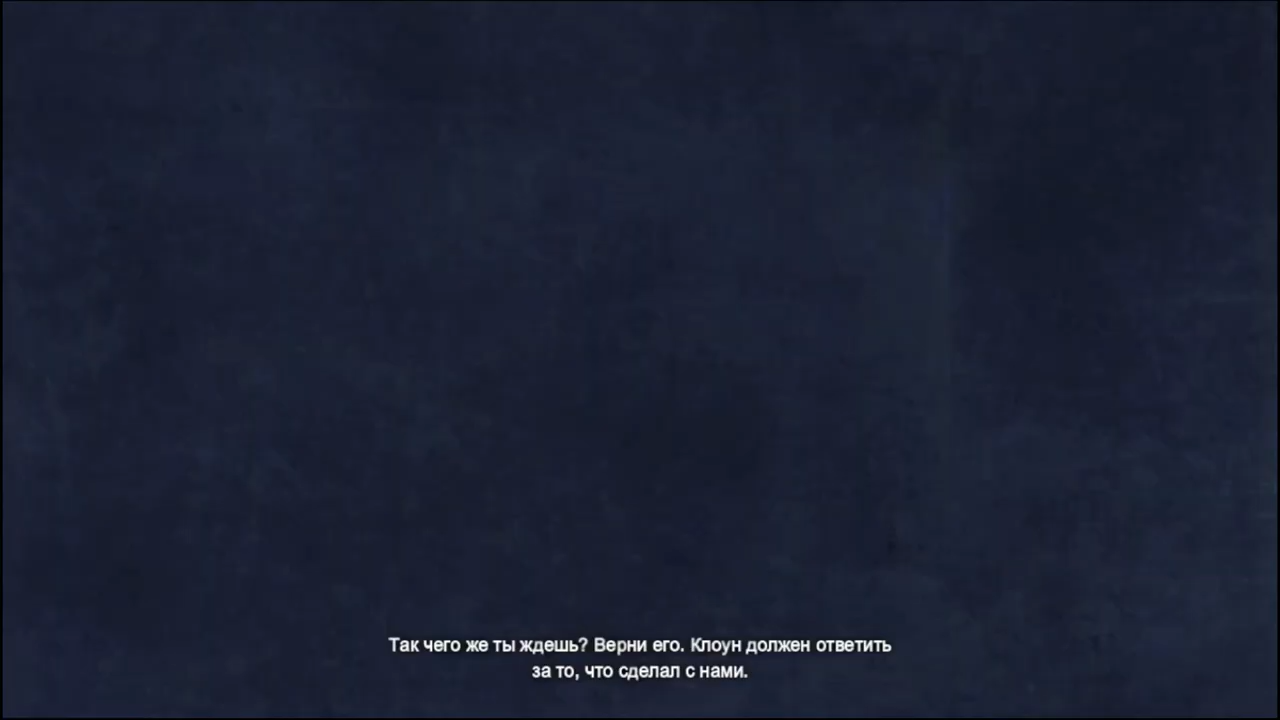 Так чего же ты ждешь? Верни его. Клоун должен ответить
за то, что сделал с нами.